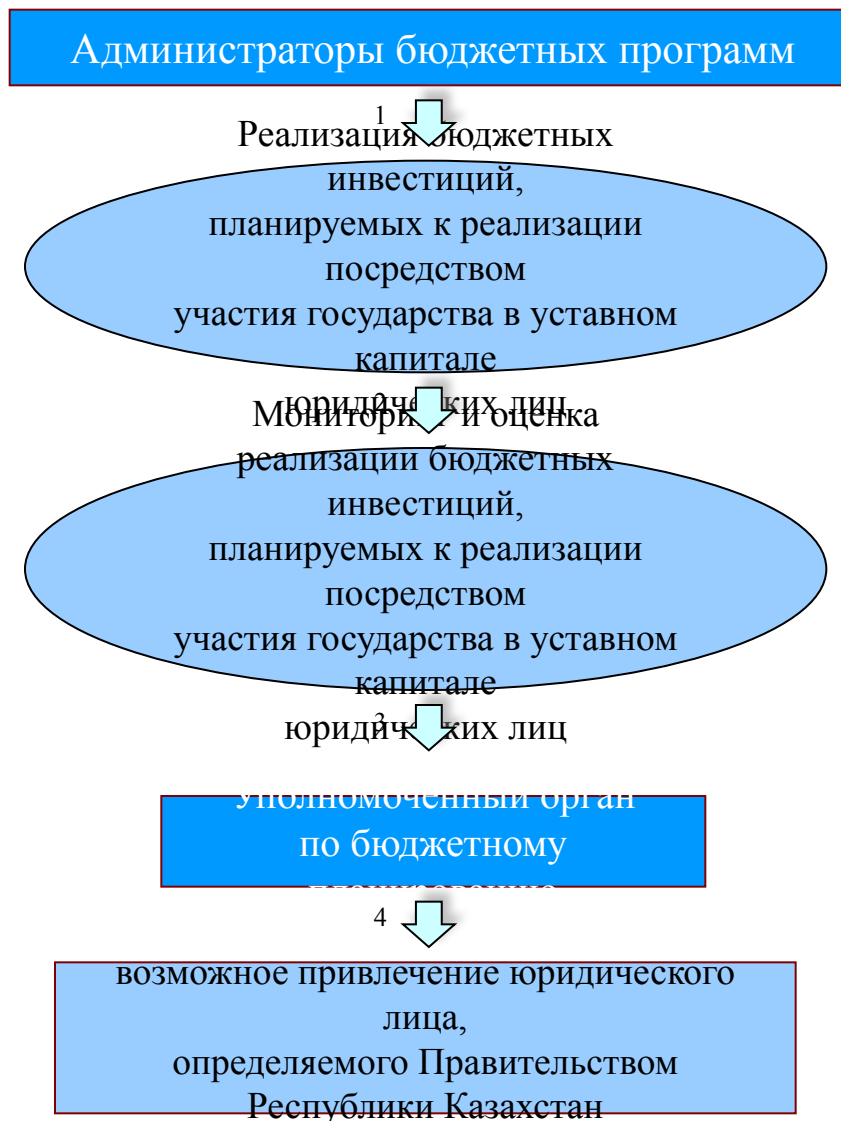 Администраторы бюджетных программ
1
Реализация бюджетных
инвестиций,
планируемых к реализации
посредством
участия государства в уставном
капитале
юридических лиц
2
Мониторинг и оценка
реализации бюджетных
инвестиций,
планируемых к реализации
посредством
участия государства в уставном
капитале
юридических лиц
3
Уполномоченный орган
по бюджетному
планированию
4
возможное привлечение юридического
лица,
определяемого Правительством
Республики Казахстан